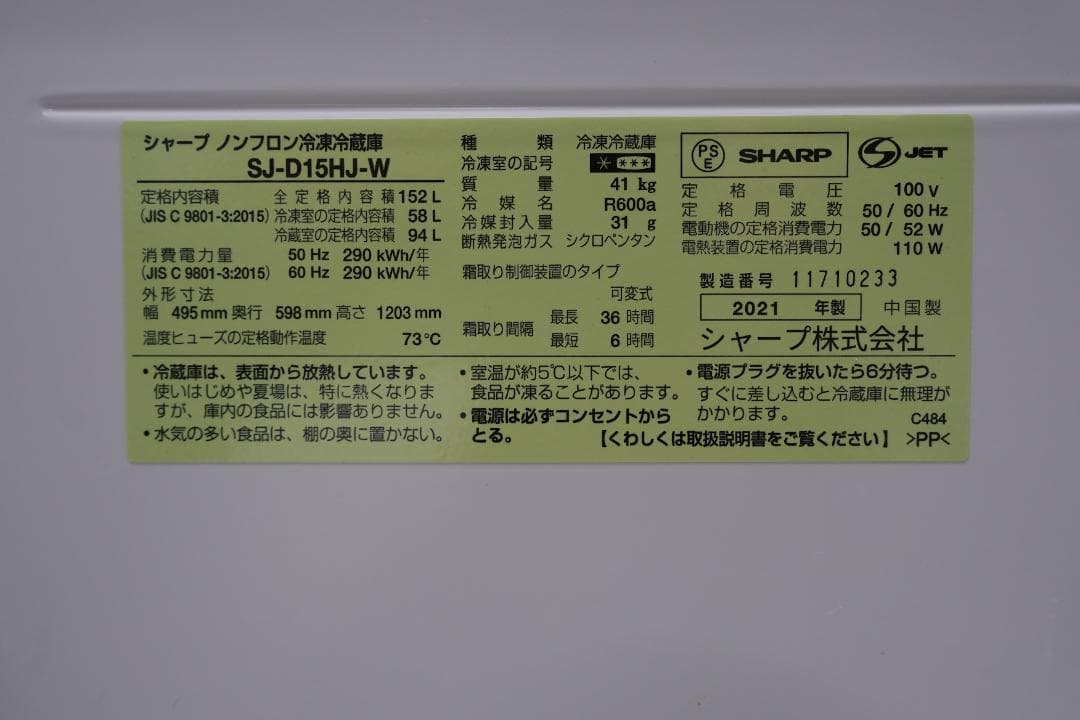 シャープ ノンフロン冷凍冷蔵庫
SJ-D15HJ-W
定格内容積 全定格内容積 152 L
(JIS C 9801-3:2015) 冷凍室の定格内容積 58 L
冷蔵室の定格内容積 94 L
消費電力量 50 Hz 290 kWh/年
(JIS C 9801-3:2015) 60 Hz 290 kWh/年
外形寸法
幅 495 mm 奥行 598 mm 高さ 1203 mm
温度ヒューズの定格動作温度 73℃
種類 冷凍冷蔵庫
冷凍室の記号 * ***
質量 41 kg
冷媒名 R600a
冷媒封入量 31 g
断熱発泡ガス シクロペンタン
霜取り制御装置のタイプ
可変式
霜取り間隔 最長 36 時間
最短 6 時間
PSE SHARP S JET
定格電圧 100 V
定格周波数 50 / 60 Hz
電動機の定格消費電力 50 / 52 W
電熱装置の定格消費電力 110 W
製造番号 11710233
2021 年製 中国製
シャープ株式会社
・冷蔵庫は、表面から放熱しています。
使いはじめや夏場は、特に熱くなりま
すが、庫内の食品には影響ありません。
・水気の多い食品は、棚の奥に置かない。
・室温が約5℃以下では、
食品が凍ることがあります。
・電源は必ずコンセントから
とる。
・電源プラグを抜いたら6分待つ。
すぐに差し込むと冷蔵庫に無理が
かかります。 C484
【くわしくは取扱説明書をご覧ください】 >PP<